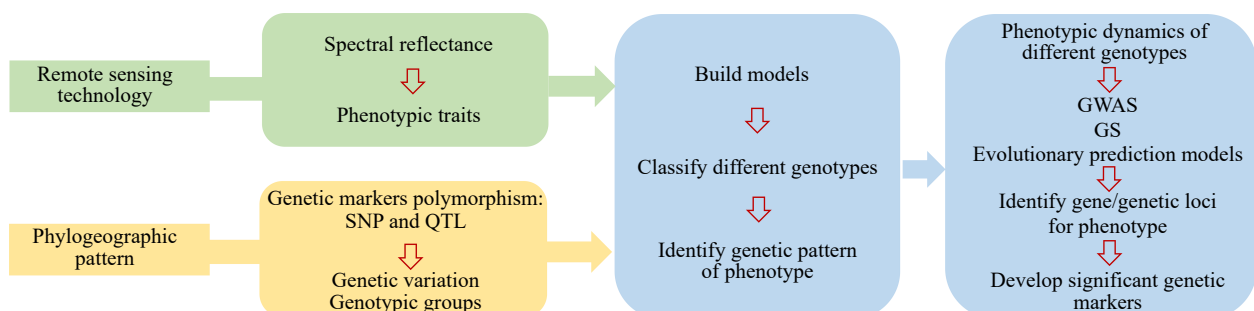 Remote sensing
technology
Spectral reflectance
Phenotypic traits
Phylogeographic
pattern
Genetic markers polymorphism:
SNP and QTL
Genetic variation
Genotypic groups
Build models
Classify different genotypes
Identify genetic pattern
of phenotype
Phenotypic dynamics of
different genotypes
GWAS
GS
Evolutionary prediction models
Identify gene/genetic loci
for phenotype
Develop significant genetic
markers